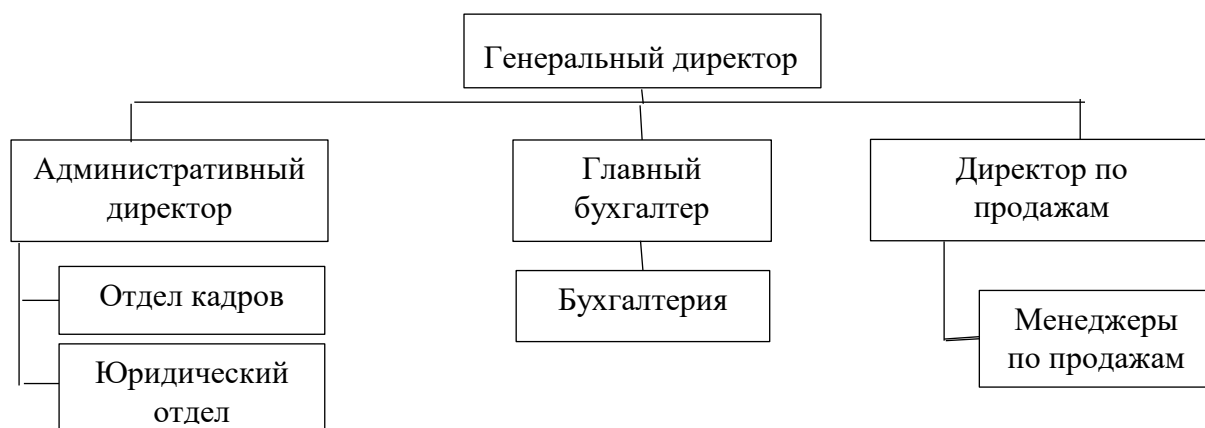 Генеральный директор
Административный
директор
Главный
бухгалтер
Директор по
продажам
Отдел кадров
Бухгалтерия
Менеджеры
по продажам
Юридический
отдел